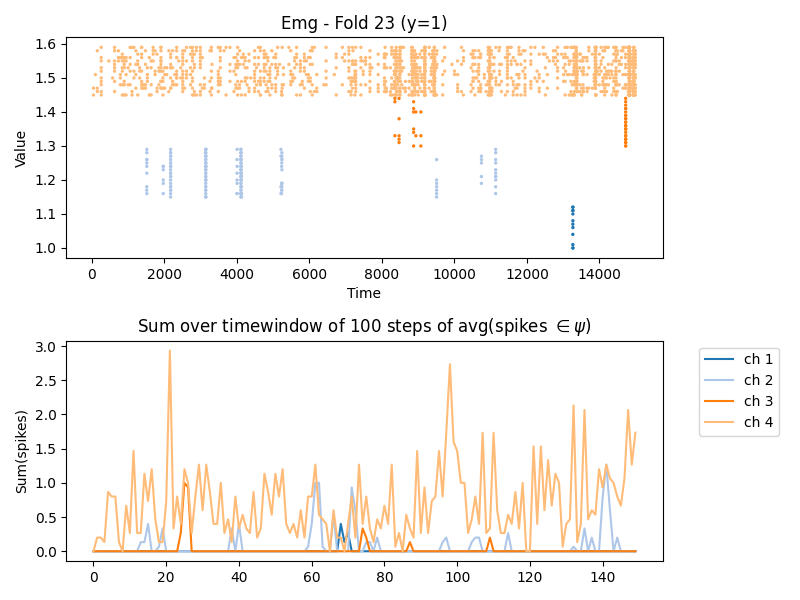 Emg - Fold 23 (y=1)
1.6
1.5
1.4
1.3
1.2
1.1
1.0
Value
0 2000 4000 6000 8000 10000 12000 14000
Time
Sum over timewindow of 100 steps of avg(spikes ∈ ψ)
3.0
2.5
2.0
1.5
1.0
0.5
0.0
Sum(spikes)
0 20 40 60 80 100 120 140
ch 1
ch 2
ch 3
ch 4